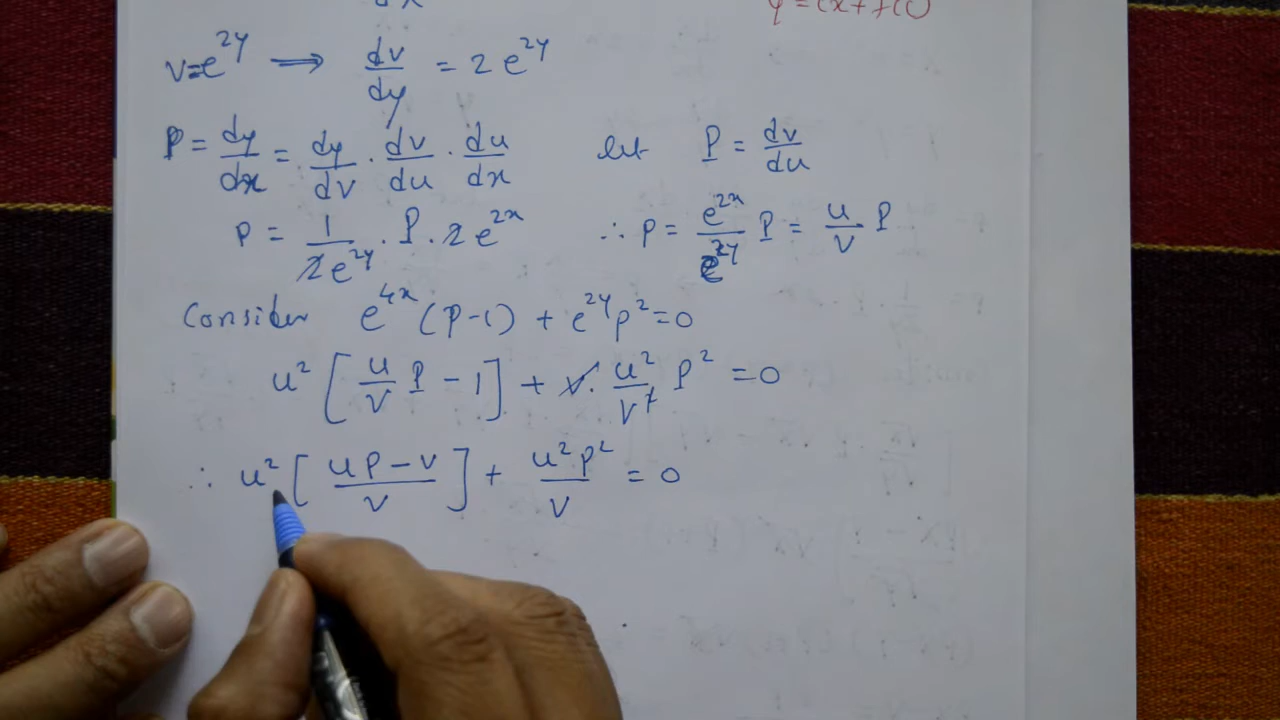 y = cx + f(c)
v = e^{2y} ⟹ dv/dy = 2e^{2y}
p = dy/dx = dy/dv . dv/du . du/dx let P = dv/du
p = 1/(2e^{2y}) . P . 2e^{2x} ∴ p = e^{2x}/e^{2y} P = u/v P
Consider e^{4x} (p-1) + e^{2y} p^2 = 0
u^2 [ u/v P - 1 ] + v . u^2/v^2 P^2 = 0
∴ u^2 [ (uP - v)/v ] + u^2 P^2/v = 0